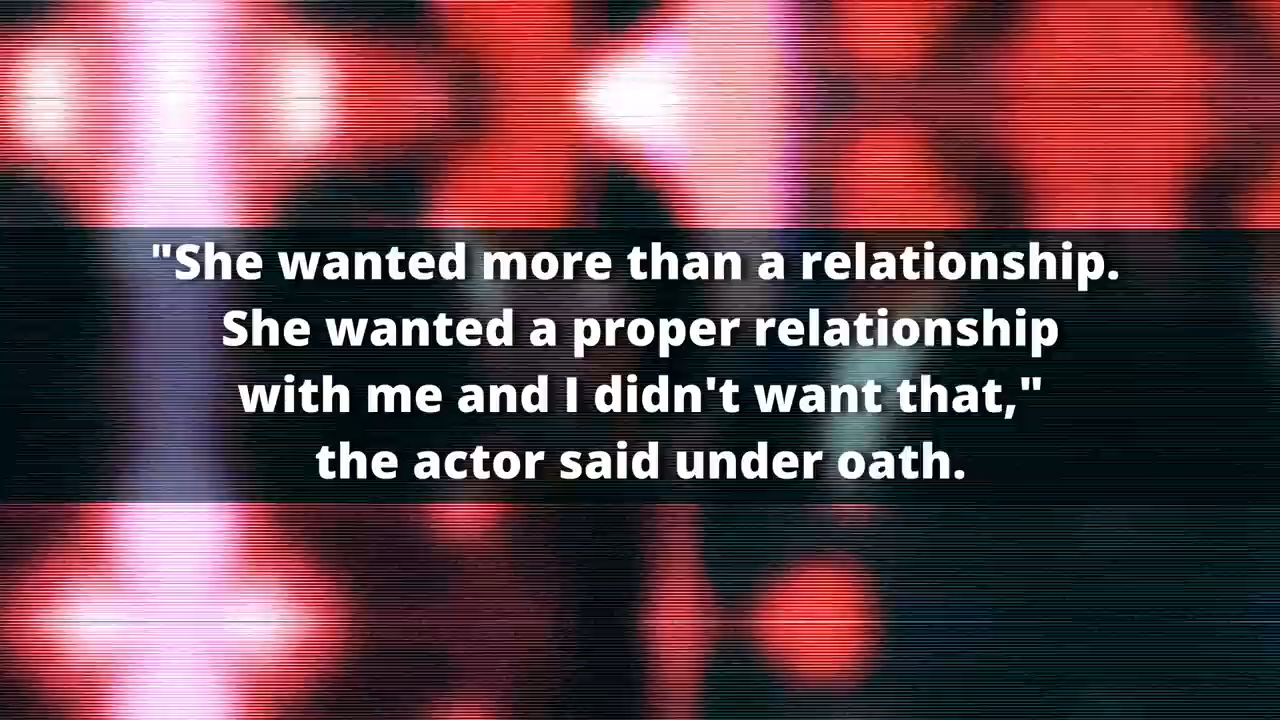 "She wanted more than a relationship.
She wanted a proper relationship
with me and I didn't want that,"
the actor said under oath.